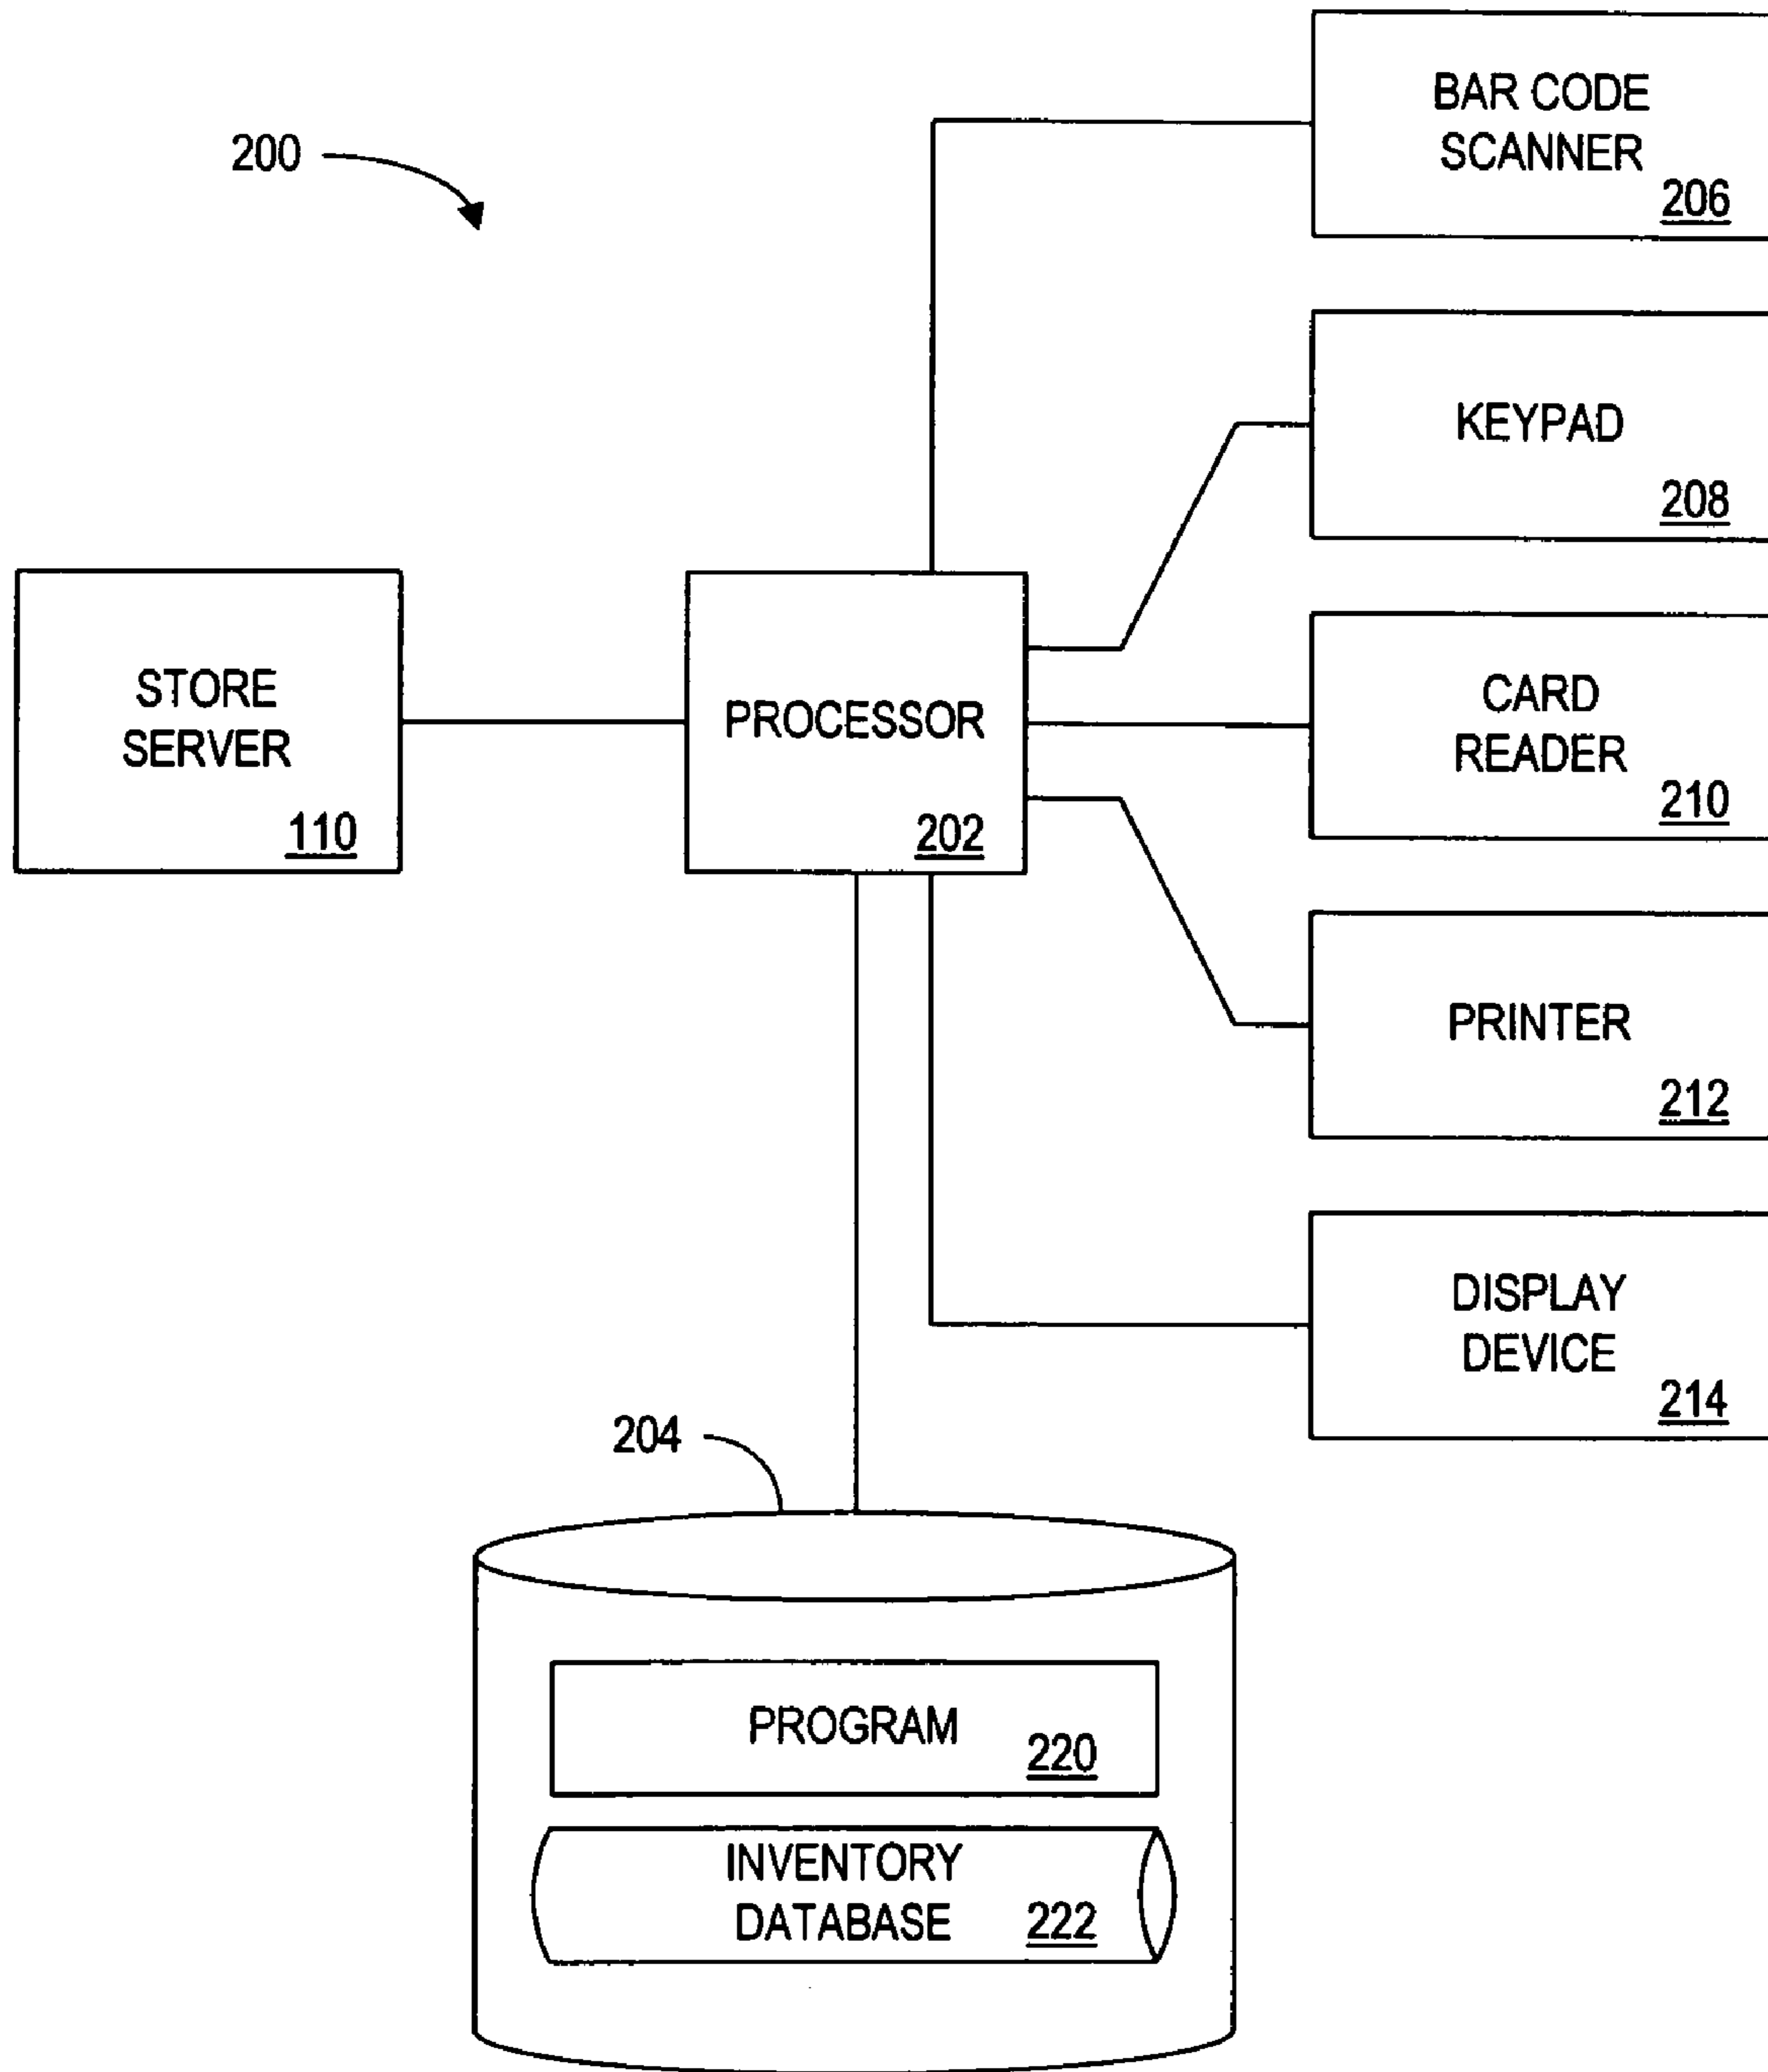 200
BAR CODE
SCANNER
206
KEYPAD
208
STORE
SERVER
110
PROCESSOR
202
CARD
READER
210
PRINTER
212
DISPLAY
DEVICE
214
204
PROGRAM
220
INVENTORY
DATABASE
222